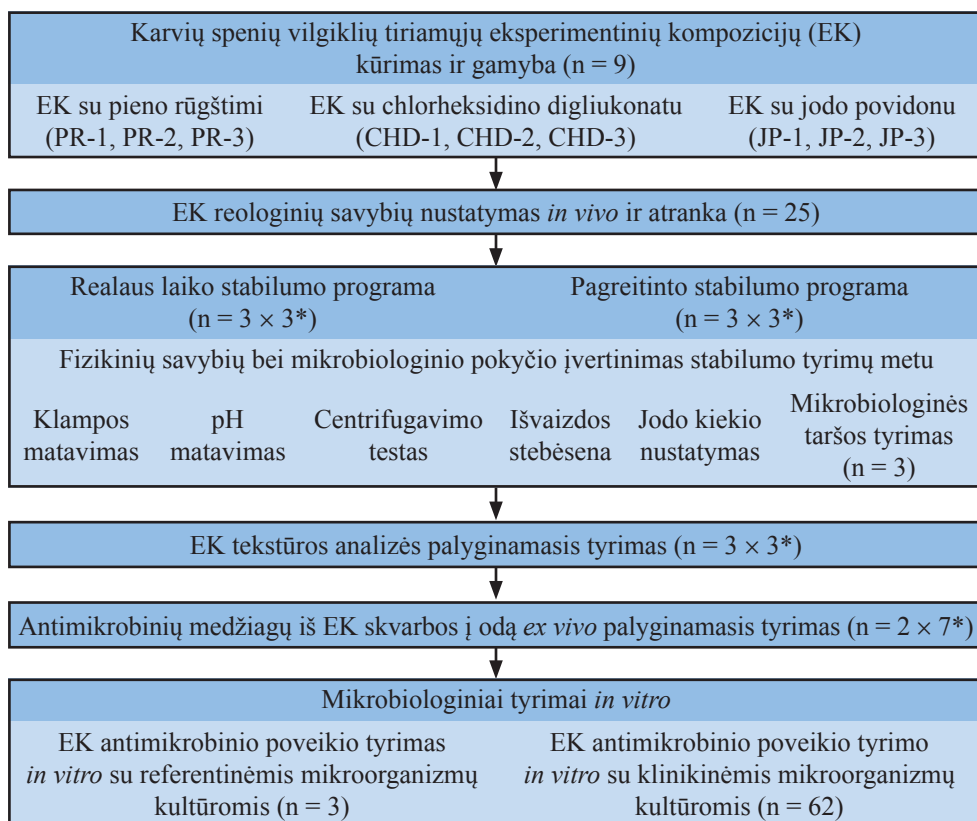 Karvių spenių vilgiklių tiriamųjų eksperimentinių kompozicijų (EK)
kūrimas ir gamyba (n = 9)
EK su pieno rūgštimi
(PR-1, PR-2, PR-3)
EK su chlorheksidino digliukonatu
(CHD-1, CHD-2, CHD-3)
EK su jodo povidonu
(JP-1, JP-2, JP-3)
EK reologinių savybių nustatymas in vivo ir atranka (n = 25)
Realaus laiko stabilumo programa
(n = 3 × 3*)
Pagreitinto stabilumo programa
(n = 3 × 3*)
Fizikinių savybių bei mikrobiologinio pokyčio įvertinimas stabilumo tyrimų metu
Klampos
matavimas
pH
matavimas
Centrifugavimo
testas
Išvaizdos
stebėsena
Jodo kiekio
nustatymas
Mikrobiologinės
taršos tyrimas
(n = 3)
EK tekstūros analizės palyginamasis tyrimas (n = 3 × 3*)
Antimikrobinių medžiagų iš EK skvarbos į odą ex vivo palyginamasis tyrimas (n = 2 × 7*)
Mikrobiologiniai tyrimai in vitro
EK antimikrobinio poveikio tyrimas
in vitro su referentinėmis mikroorganizmų
kultūromis (n = 3)
EK antimikrobinio poveikio tyrimo
in vitro su klinikinėmis mikroorganizmų
kultūromis (n = 62)